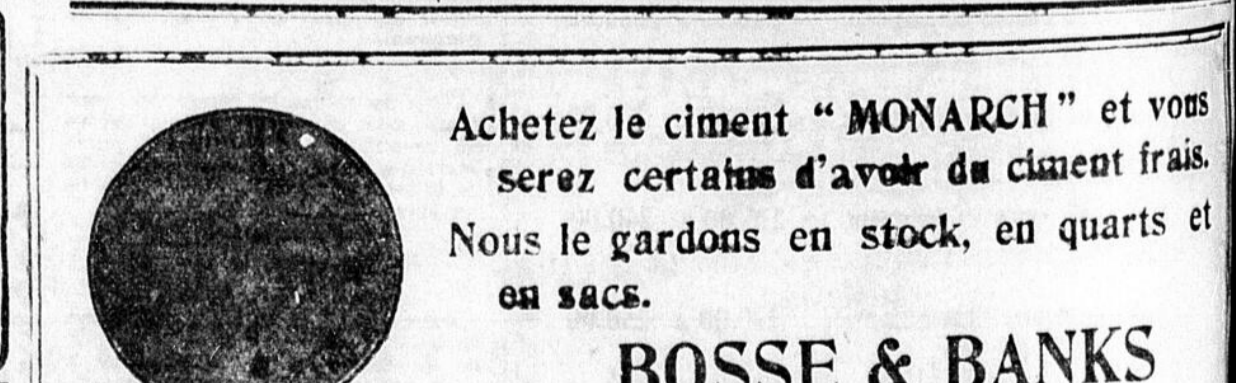 Achetez le ciment “MONARCH” et vous
serez certains d'avoir du ciment frais.
Nous le gardons en stock, en quarts et
en sacs.
BOSSE & BANKS